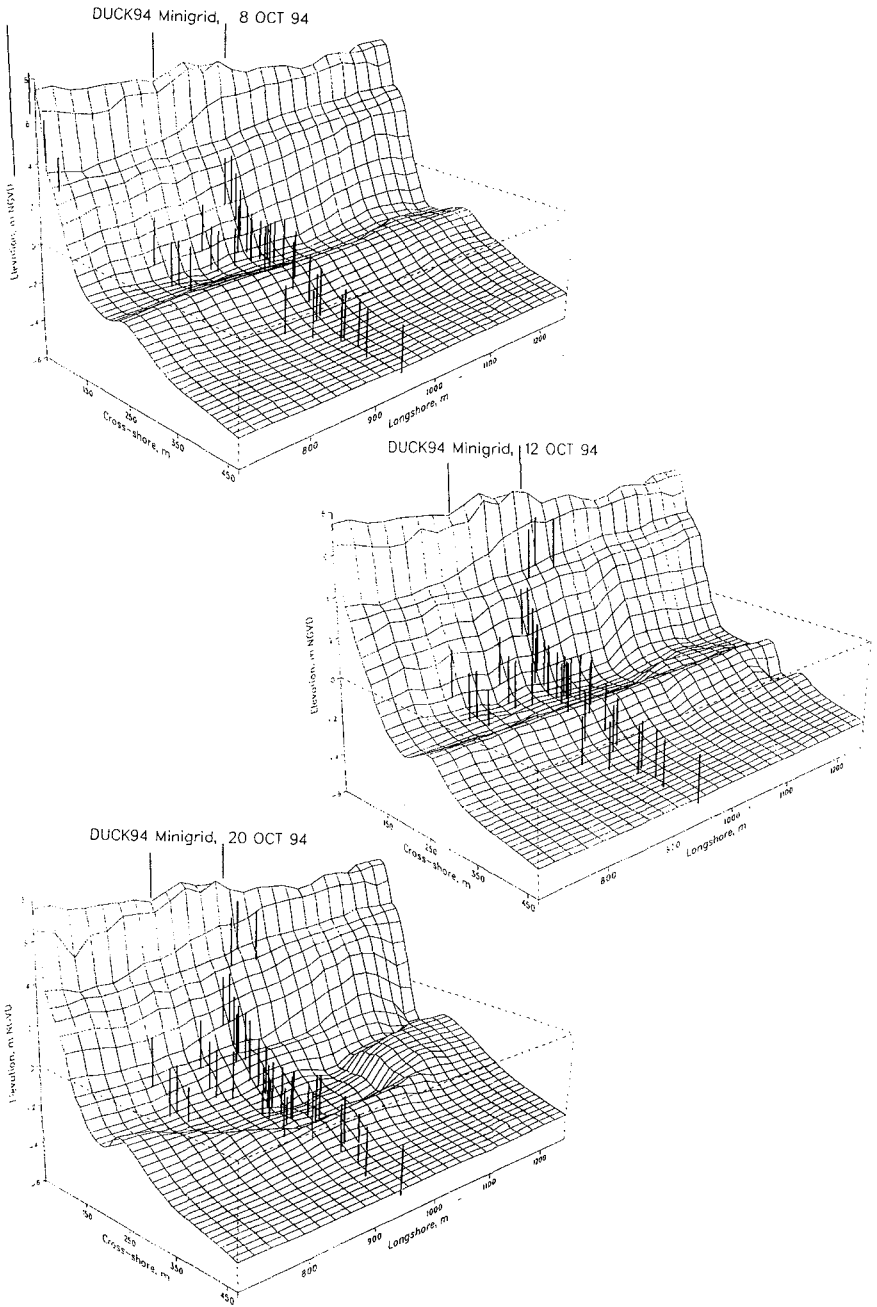 DUCK94 Minigrid, 8 OCT 94
Elevation, m NGVD
Cross-shore, m
250
350
450
Longshore, m
800
900
1000
1100
1200
DUCK94 Minigrid, 12 OCT 94
Elevation, m NGVD
Cross-shore, m
150
250
350
450
Longshore, m
800
1000
1100
1200
DUCK94 Minigrid, 20 OCT 94
Elevation, m NGVD
Cross-shore, m
250
350
450
Longshore, m
800
900
1000
1100
1200